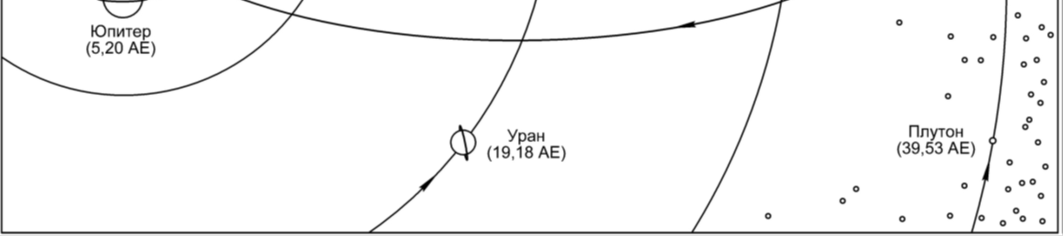 Юпитер
(5,20 АЕ)
Уран
(19,18 АЕ)
Плутон
(39,53 АЕ)